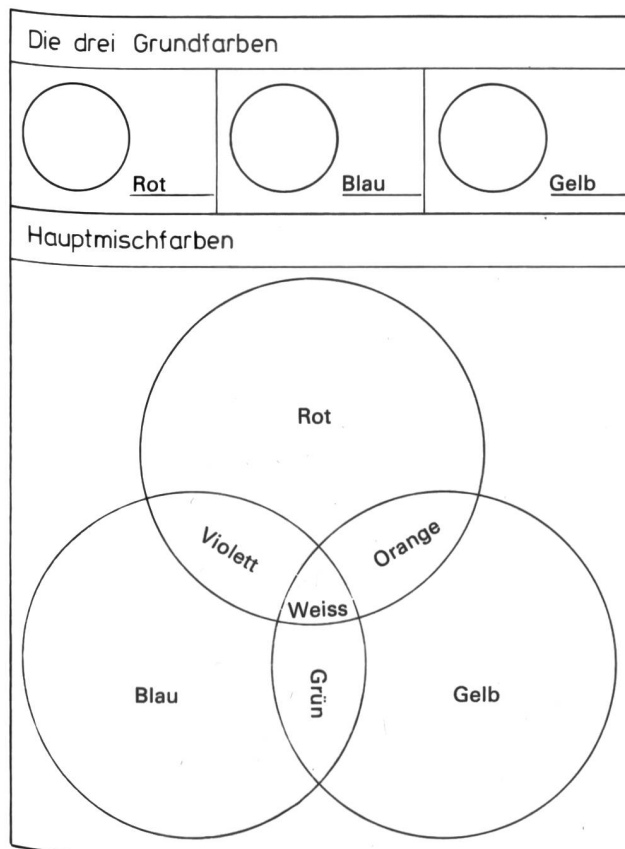 Die drei Grundfarben
Rot
Blau
Gelb
Hauptmischfarben
Rot
Violett
Orange
Weiss
Blau
Grün
Gelb